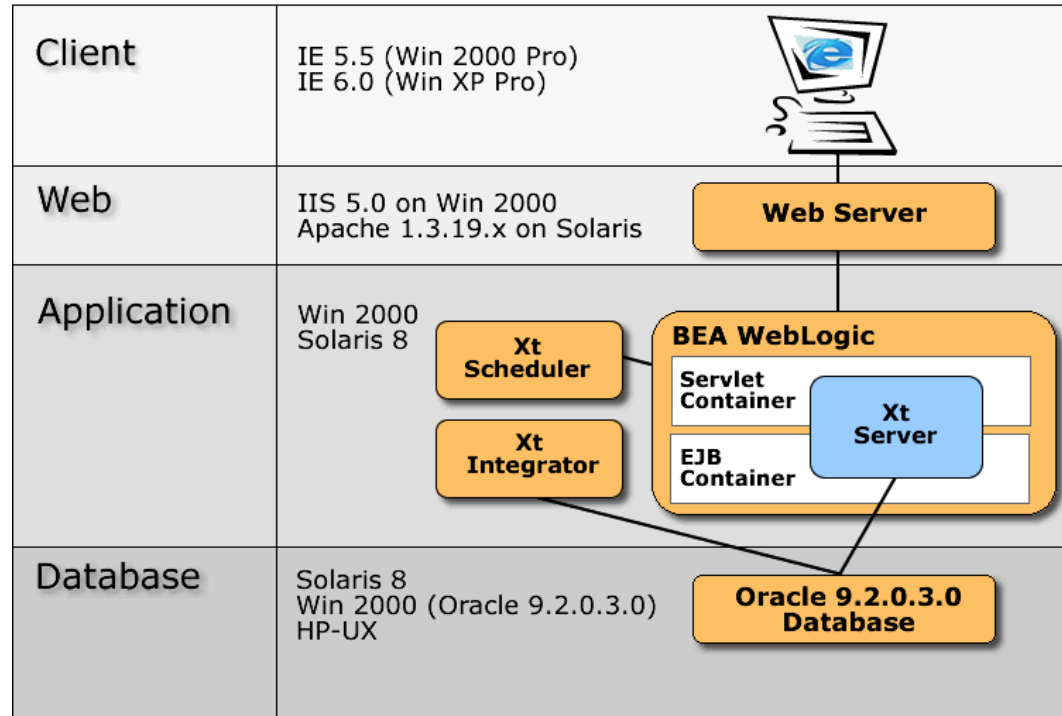 Client
IE 5.5 (Win 2000 Pro)
IE 6.0 (Win XP Pro)
Web
IIS 5.0 on Win 2000
Apache 1.3.19.x on Solaris
Web Server
Application
Win 2000
Solaris 8
Xt
Scheduler
Xt
Integrator
BEA WebLogic
Servlet
Container
Xt
Server
EJB
Container
Database
Solaris 8
Win 2000 (Oracle 9.2.0.3.0)
HP-UX
Oracle 9.2.0.3.0
Database